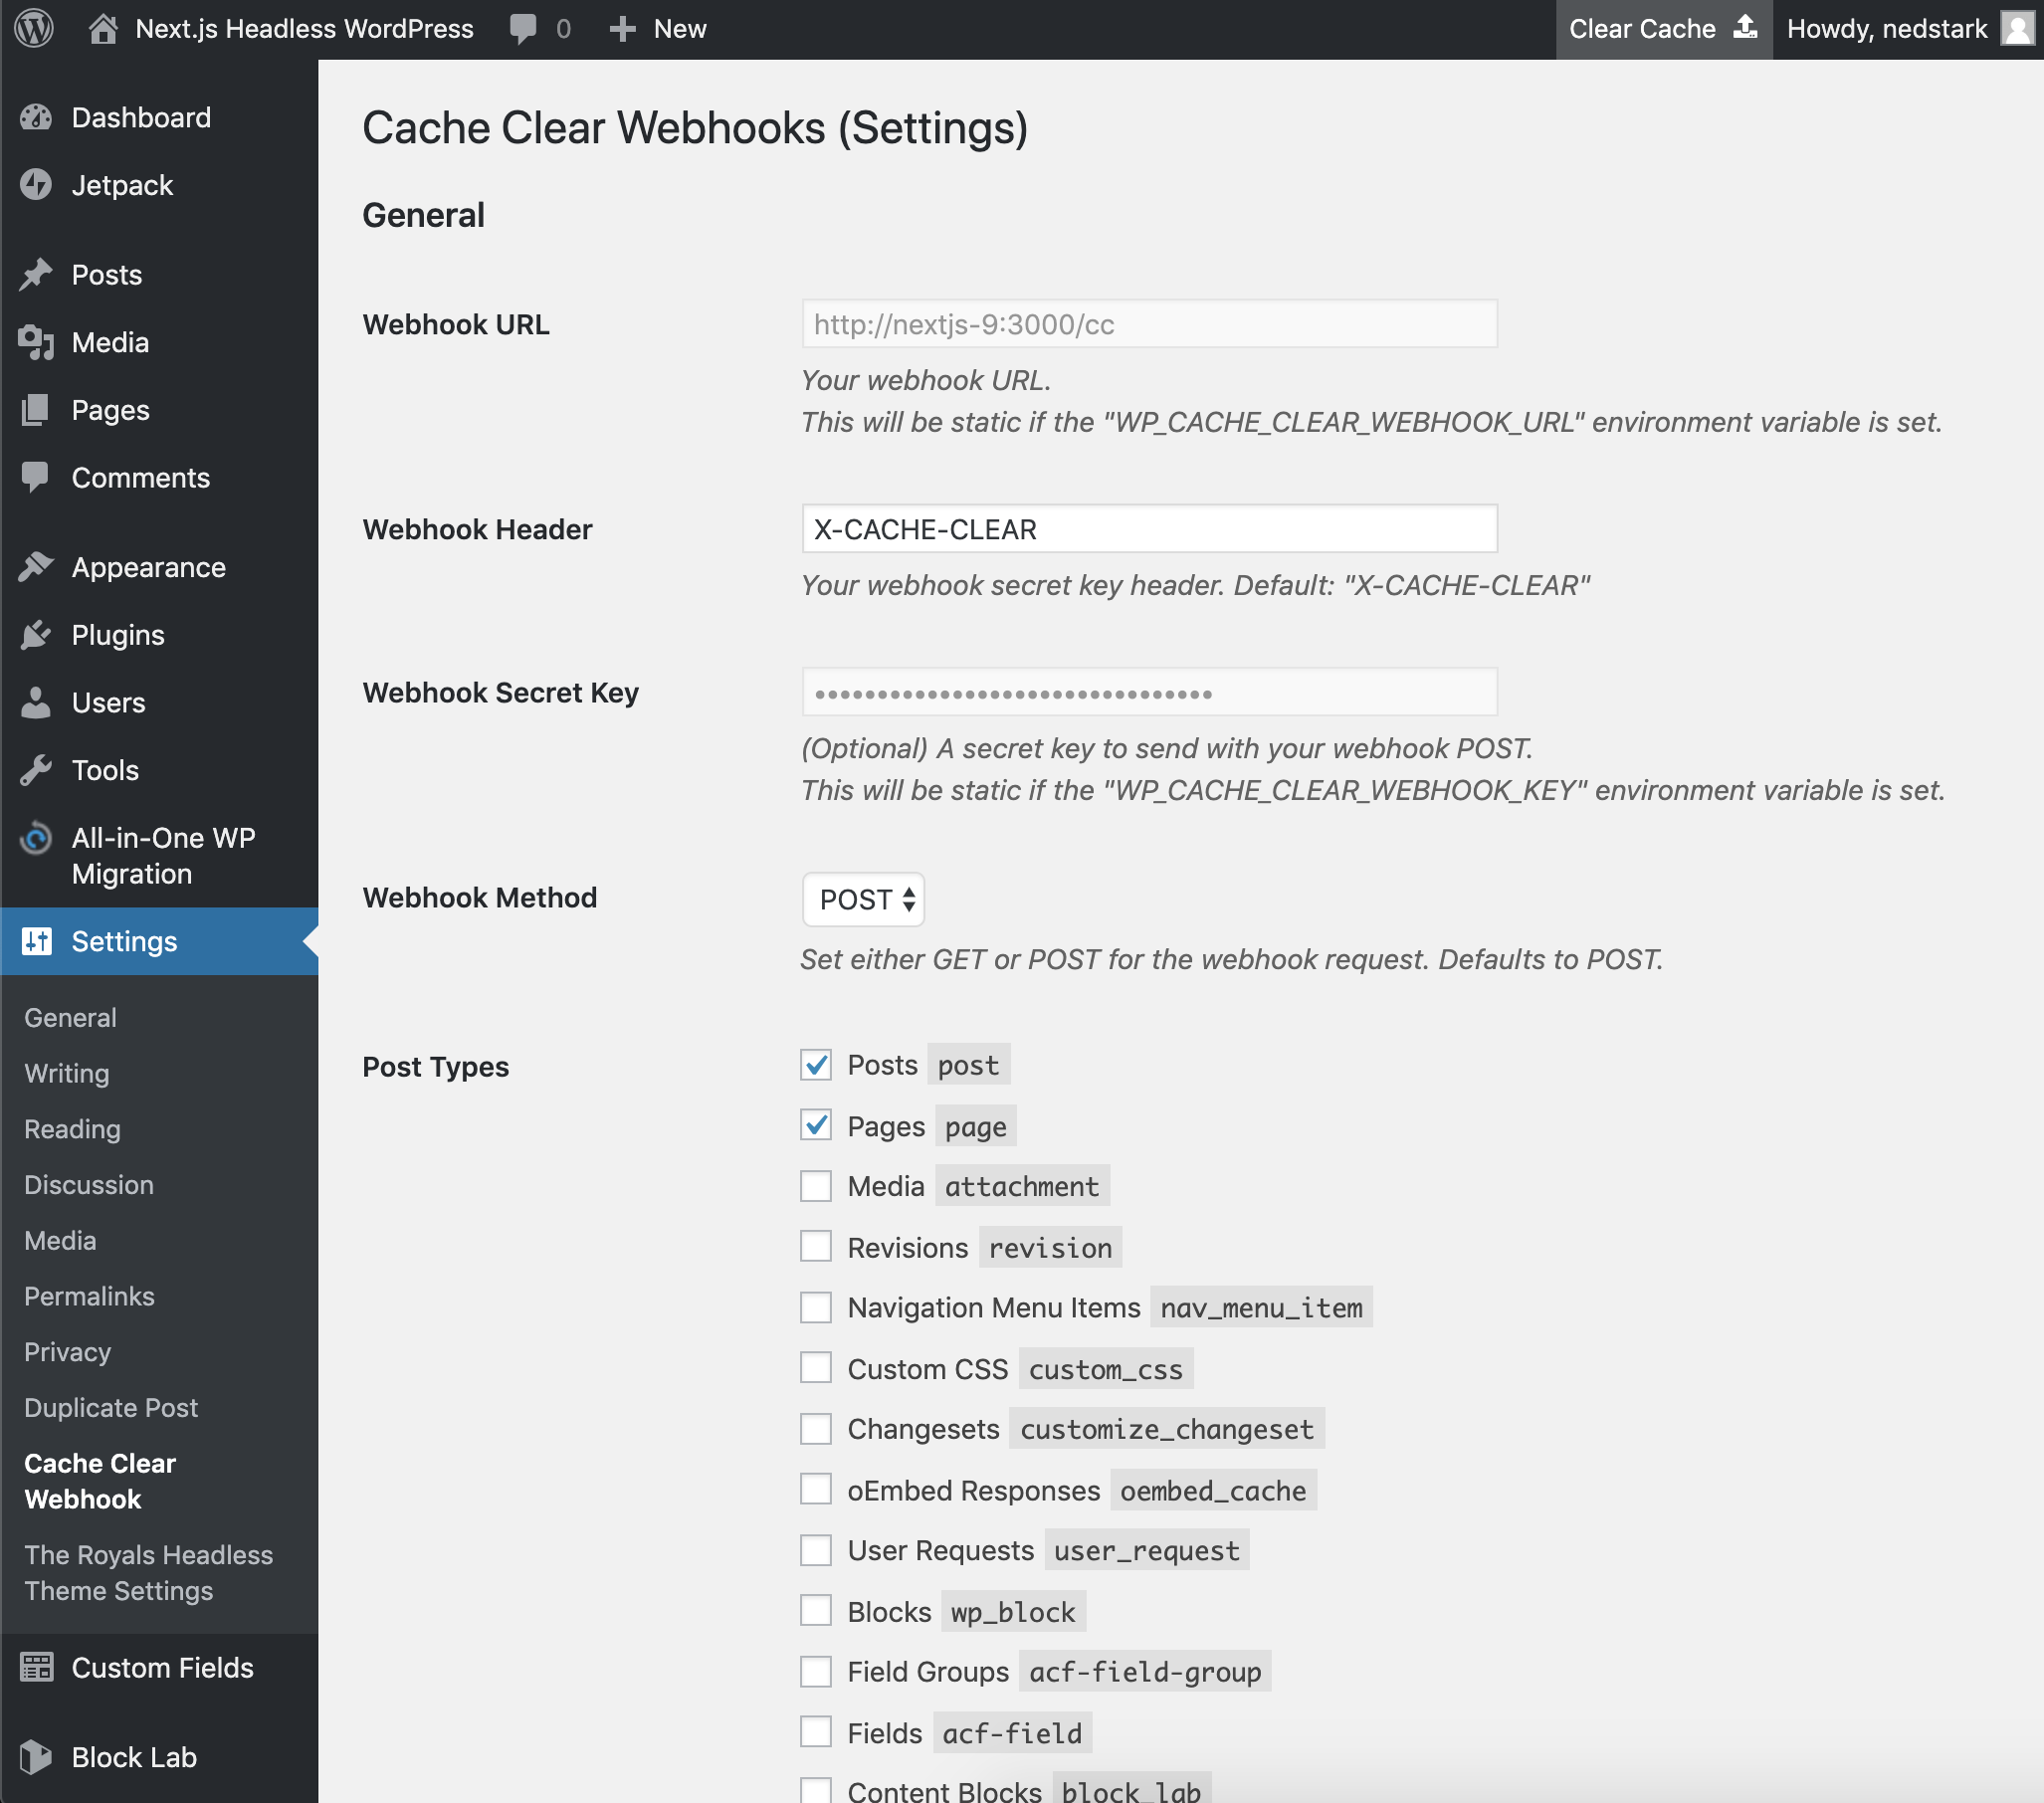 Next.js Headless WordPress 0 New Clear Cache Howdy, nedstark
Dashboard
Jetpack
Posts
Media
Pages
Comments
Appearance
Plugins
Users
Tools
All-in-One WP
Migration
Settings
General
Writing
Reading
Discussion
Media
Permalinks
Privacy
Duplicate Post
Cache Clear
Webhook
The Royals Headless
Theme Settings
Custom Fields
Block Lab
Cache Clear Webhooks (Settings)
General
Webhook URL
http://nextjs-9:3000/cc
Your webhook URL.
This will be static if the "WP_CACHE_CLEAR_WEBHOOK_URL" environment variable is set.
Webhook Header
X-CACHE-CLEAR
Your webhook secret key header. Default: "X-CACHE-CLEAR"
Webhook Secret Key
••••••••••••••••••••••••••••••••
(Optional) A secret key to send with your webhook POST.
This will be static if the "WP_CACHE_CLEAR_WEBHOOK_KEY" environment variable is set.
Webhook Method
POST
Set either GET or POST for the webhook request. Defaults to POST.
Post Types
Posts post
Pages page
Media attachment
Revisions revision
Navigation Menu Items nav_menu_item
Custom CSS custom_css
Changesets customize_changeset
oEmbed Responses oembed_cache
User Requests user_request
Blocks wp_block
Field Groups acf-field-group
Fields acf-field
Content Blocks block_lab